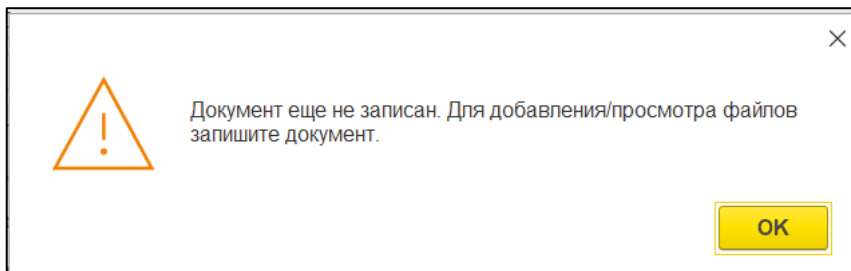 Документ еще не записан. Для добавления/просмотра файлов
запишите документ.
OK